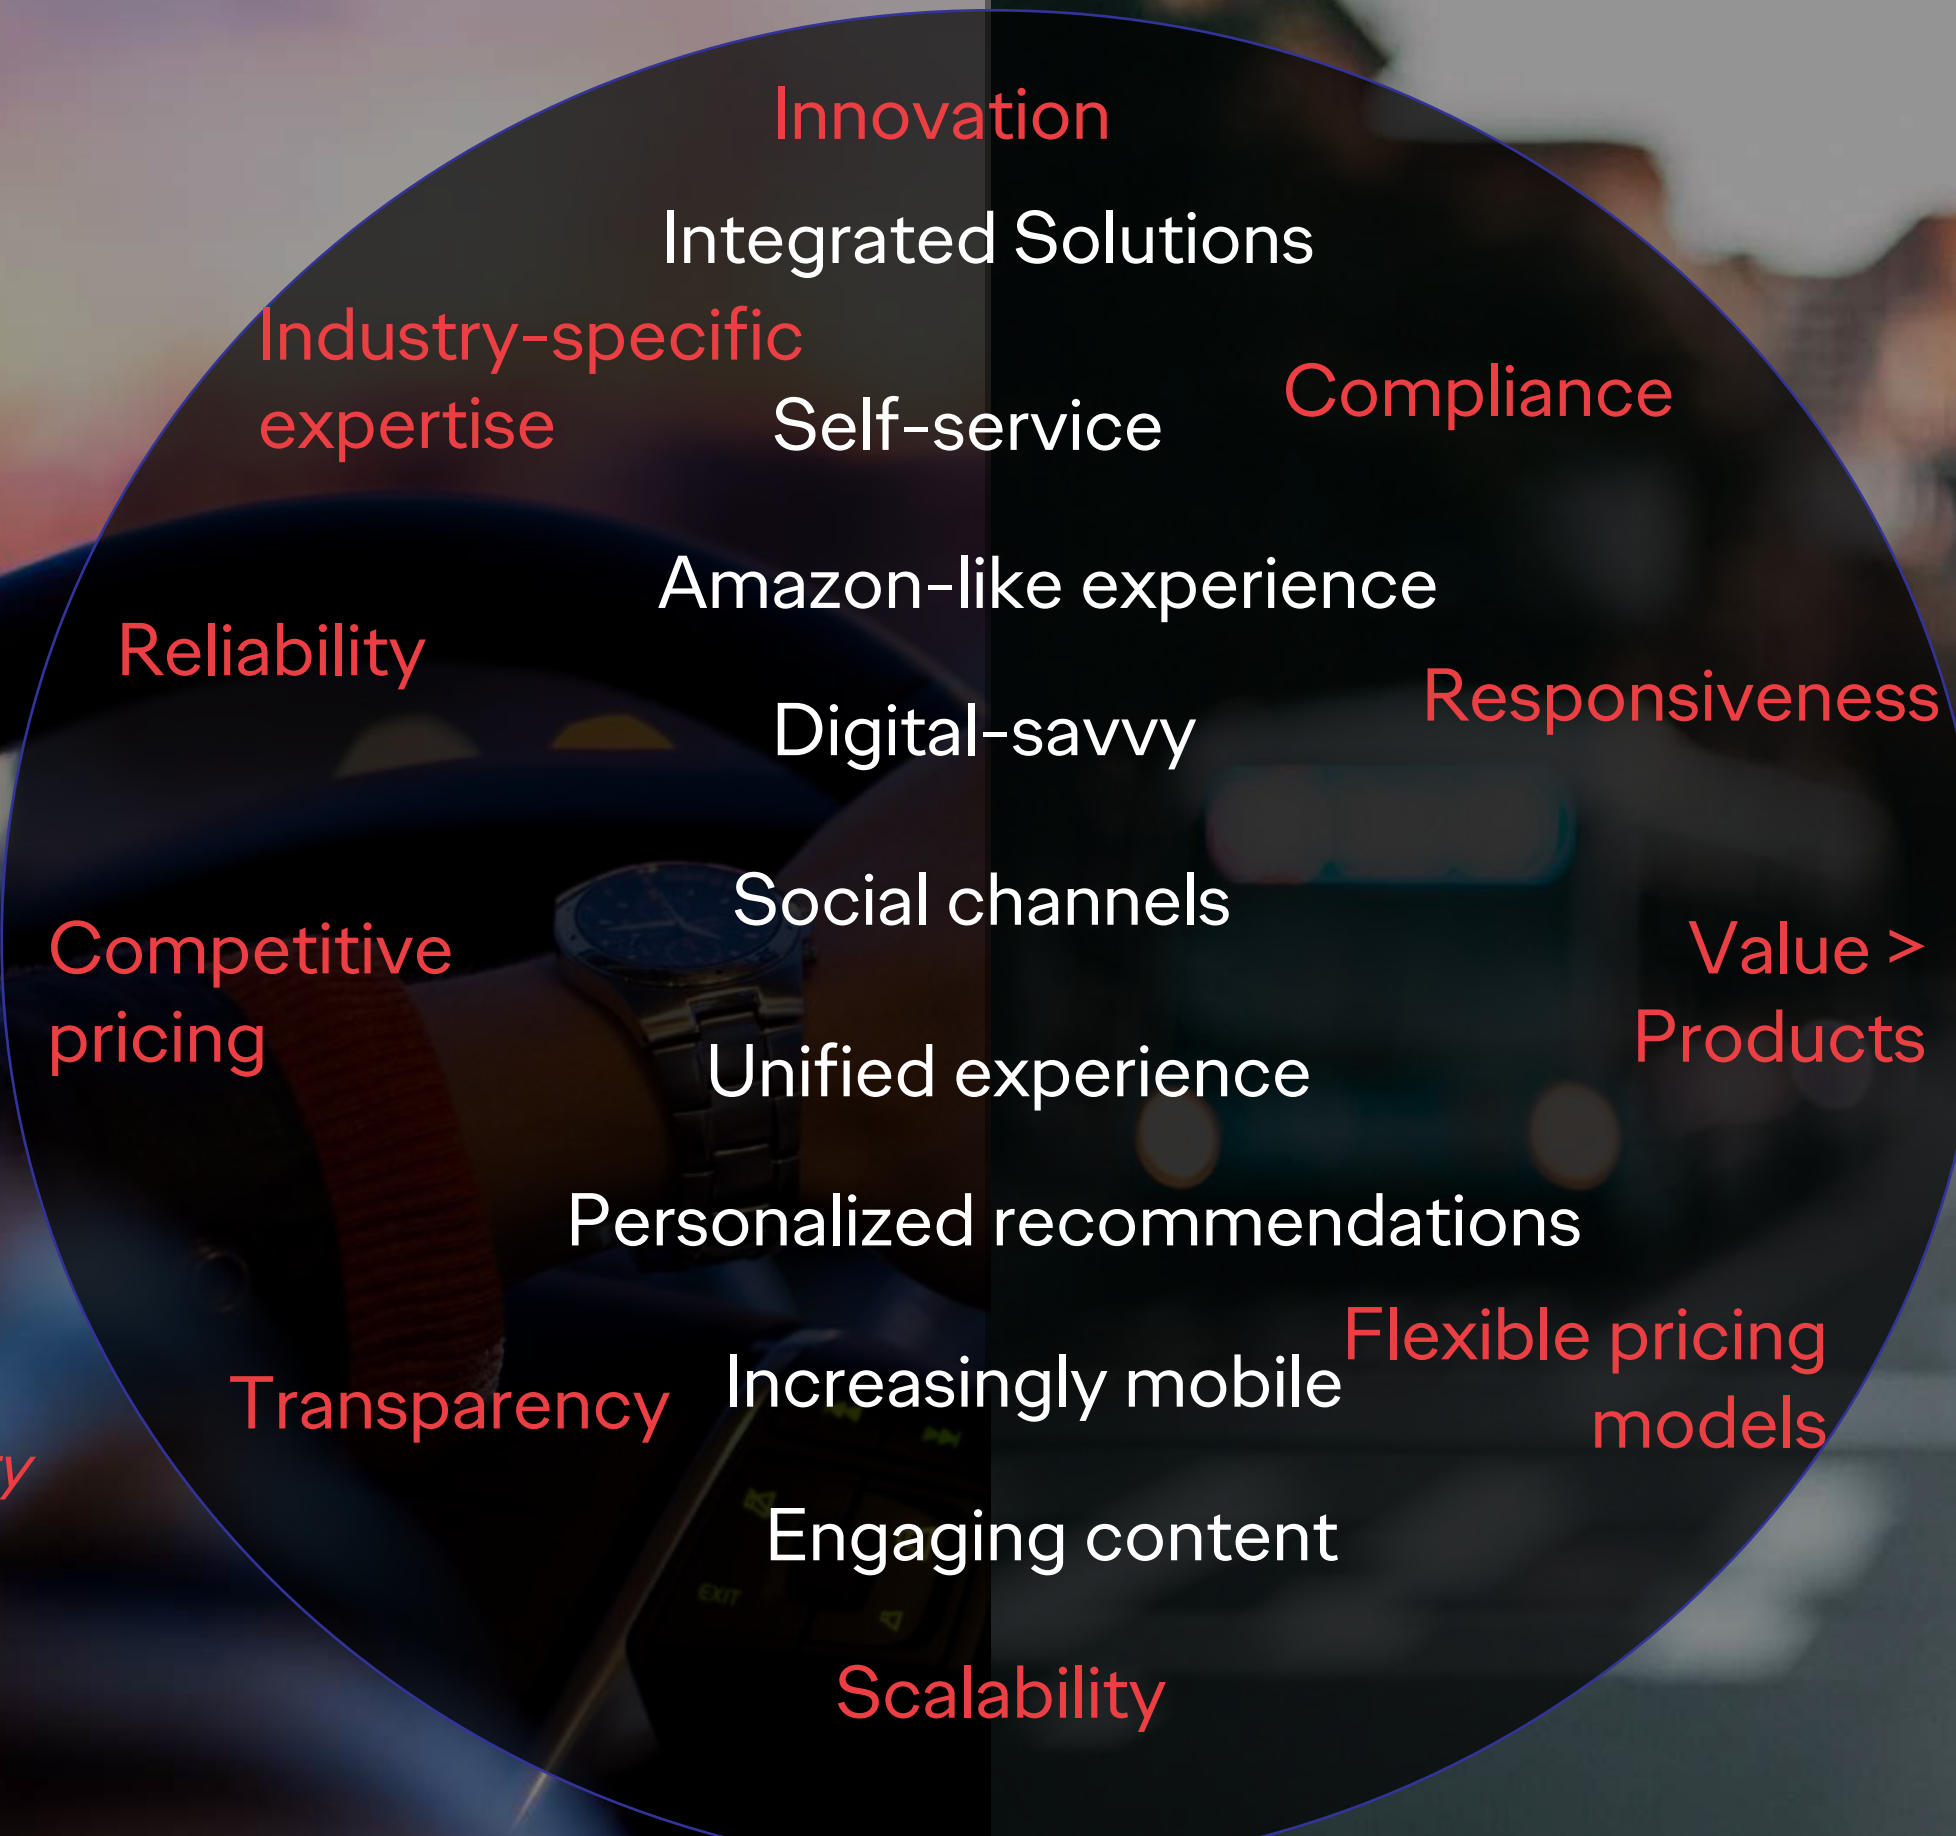 Innovation
Integrated Solutions
Industry-specific
expertise
Compliance
Self-service
Amazon-like experience
Reliability
Responsiveness
Digital-savvy
Social channels
Competitive
pricing
Value >
Products
Unified experience
Personalized recommendations
Flexible pricing
models
Increasingly mobile
Transparency
y
Engaging content
EXIT
Scalability